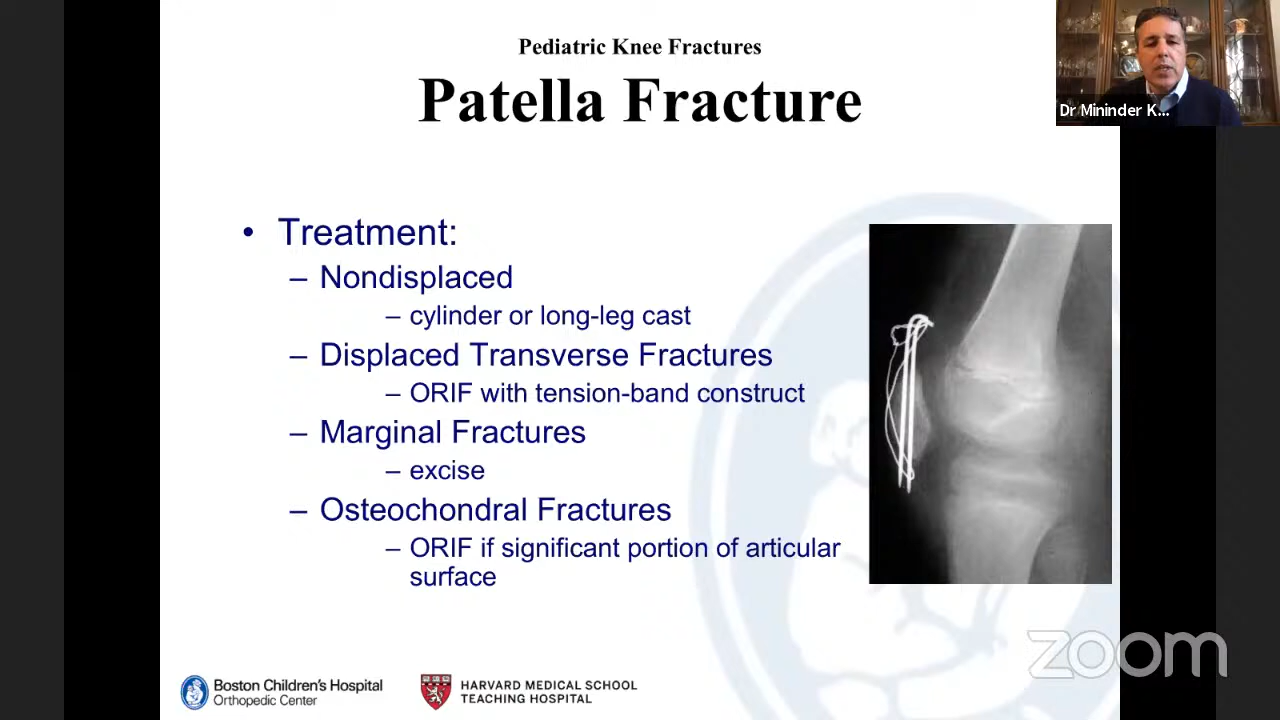 Pediatric Knee Fractures
Patella Fracture
Dr Mininder K...
• Treatment:
– Nondisplaced
– cylinder or long-leg cast
– Displaced Transverse Fractures
– ORIF with tension-band construct
– Marginal Fractures
– excise
– Osteochondral Fractures
– ORIF if significant portion of articular
surface
zoom
Boston Children's Hospital
Orthopedic Center
HARVARD MEDICAL SCHOOL
TEACHING HOSPITAL